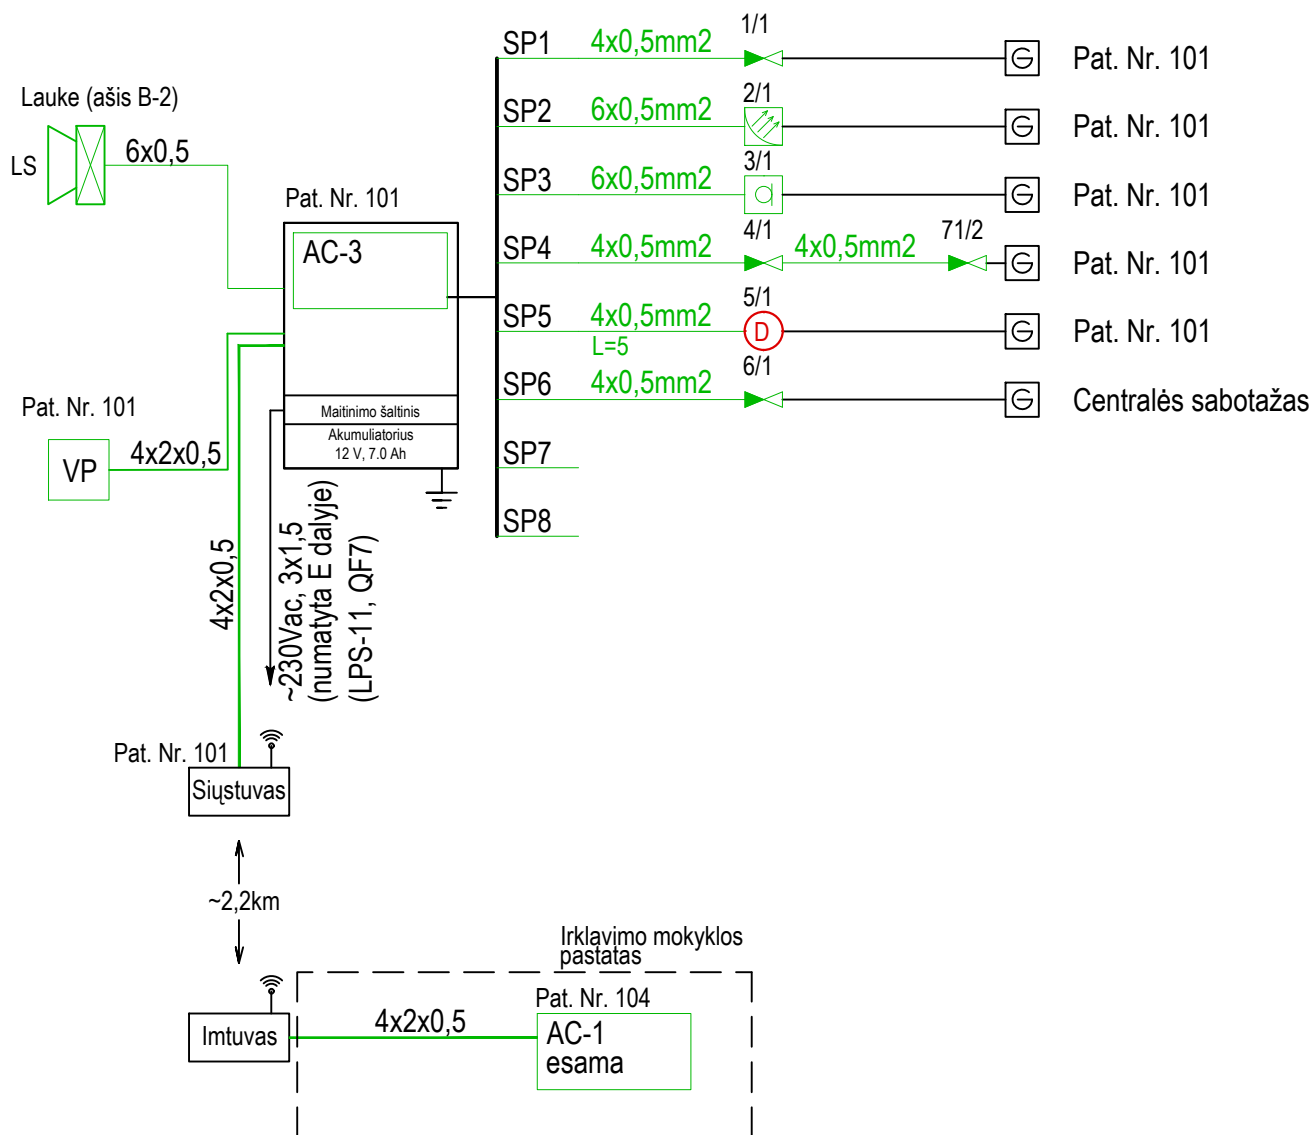 1/1
SP1 4x0,5mm2
Pat. Nr. 101
Lauke (ašis B-2)
LS
6x0,5
2/1
SP2 6x0,5mm2
Pat. Nr. 101
3/1
SP3 6x0,5mm2
Pat. Nr. 101
Pat. Nr. 101
AC-3
4/1
71/2
SP4 4x0,5mm2
4x0,5mm2
Pat. Nr. 101
5/1
SP5 4x0,5mm2
L=5
D
Pat. Nr. 101
6/1
SP6 4x0,5mm2
Centralės sabotažas
SP7
SP8
Maitinimo šaltinis
Akumuliatorius
12 V, 7.0 Ah
Pat. Nr. 101
VP
4x2x0,5
4x2x0,5
~230Vac, 3x1,5
(numatyta E dalyje)
(LPS-11, QF7)
Pat. Nr. 101
Siųstuvas
~2,2km
Irklavimo mokyklos
pastatas
Pat. Nr. 104
Imtuvas
4x2x0,5
AC-1
esama